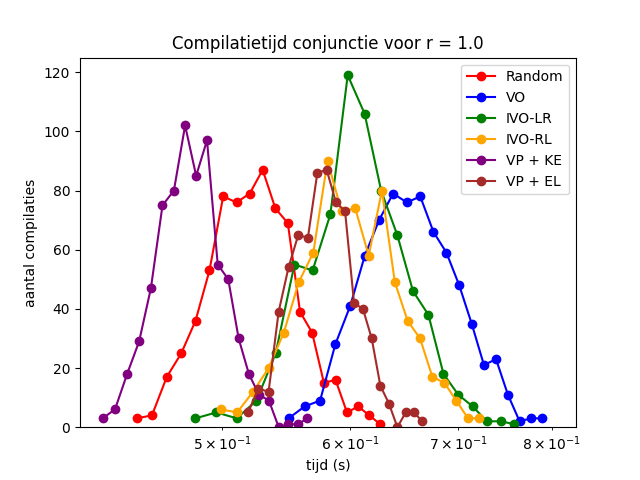 Compilatietijd conjunctie voor r = 1.0
aantal compilaties
120
100
80
60
40
20
0
Random
VO
IVO-LR
IVO-RL
VP + KE
VP + EL
5 × 10⁻¹ 6 × 10⁻¹ 7 × 10⁻¹ 8 × 10⁻¹
tijd (s)